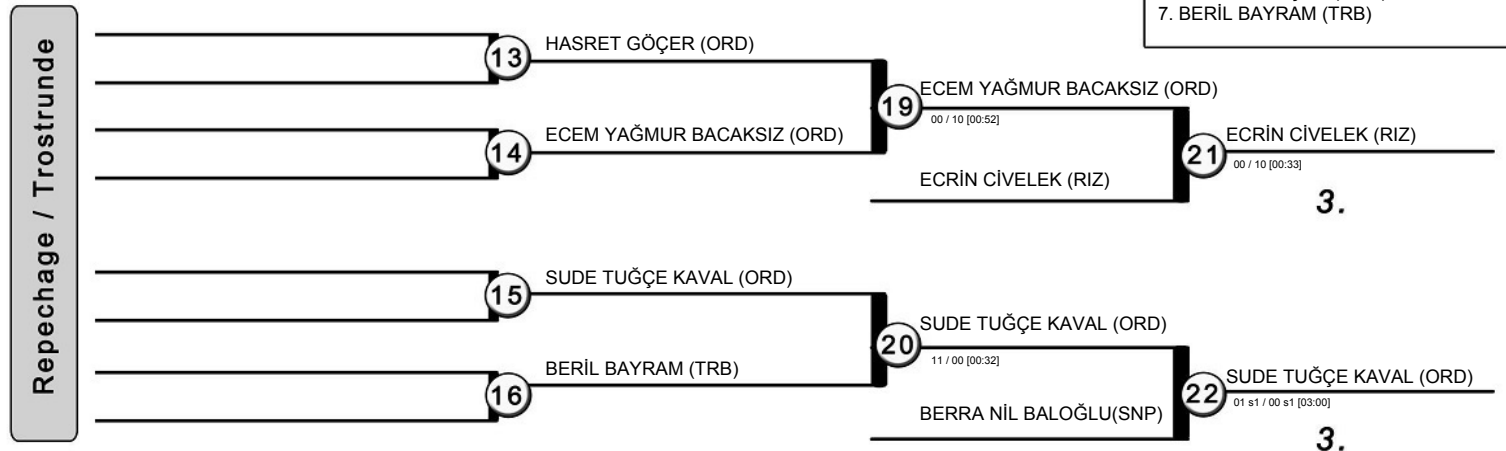 7. BERİL BAYRAM (TRB)
Repechage / Trostrunde
13
HASRET GÖÇER (ORD)
14
ECEM YAĞMUR BACAKSIZ (ORD)
19
ECEM YAĞMUR BACAKSIZ (ORD)
00 / 10 [00:52]
ECRİN CİVELEK (RIZ)
21
ECRİN CİVELEK (RIZ)
00 / 10 [00:33]
3.
15
SUDE TUĞÇE KAVAL (ORD)
16
BERİL BAYRAM (TRB)
20
SUDE TUĞÇE KAVAL (ORD)
11 / 00 [00:32]
BERRA NİL BALOĞLU(SNP)
22
SUDE TUĞÇE KAVAL (ORD)
01 s1 / 00 s1 [03:00]
3.